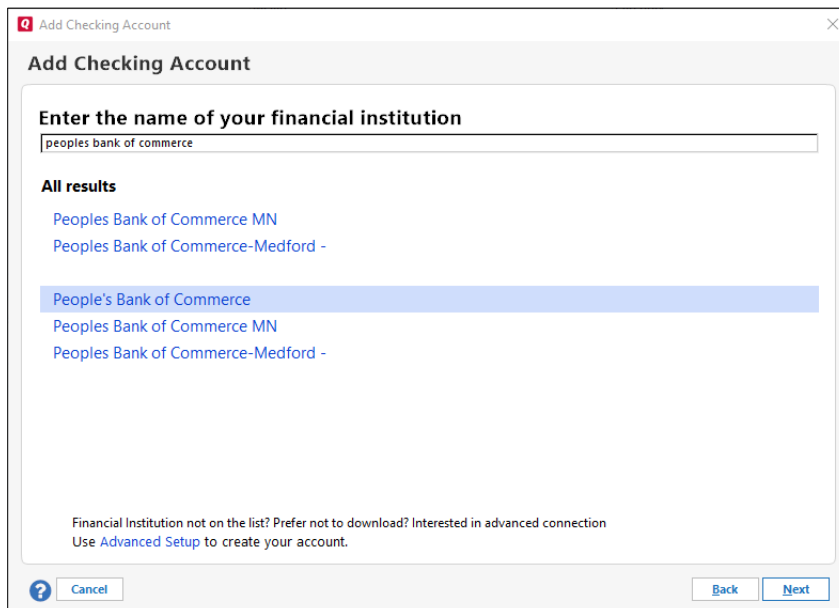 Add Checking Account
Add Checking Account
Enter the name of your financial institution
peoples bank of commerce
All results
Peoples Bank of Commerce MN
Peoples Bank of Commerce-Medford -
People's Bank of Commerce
Peoples Bank of Commerce MN
Peoples Bank of Commerce-Medford -
Financial Institution not on the list? Prefer not to download? Interested in advanced connection
Use Advanced Setup to create your account.
? Cancel Back Next